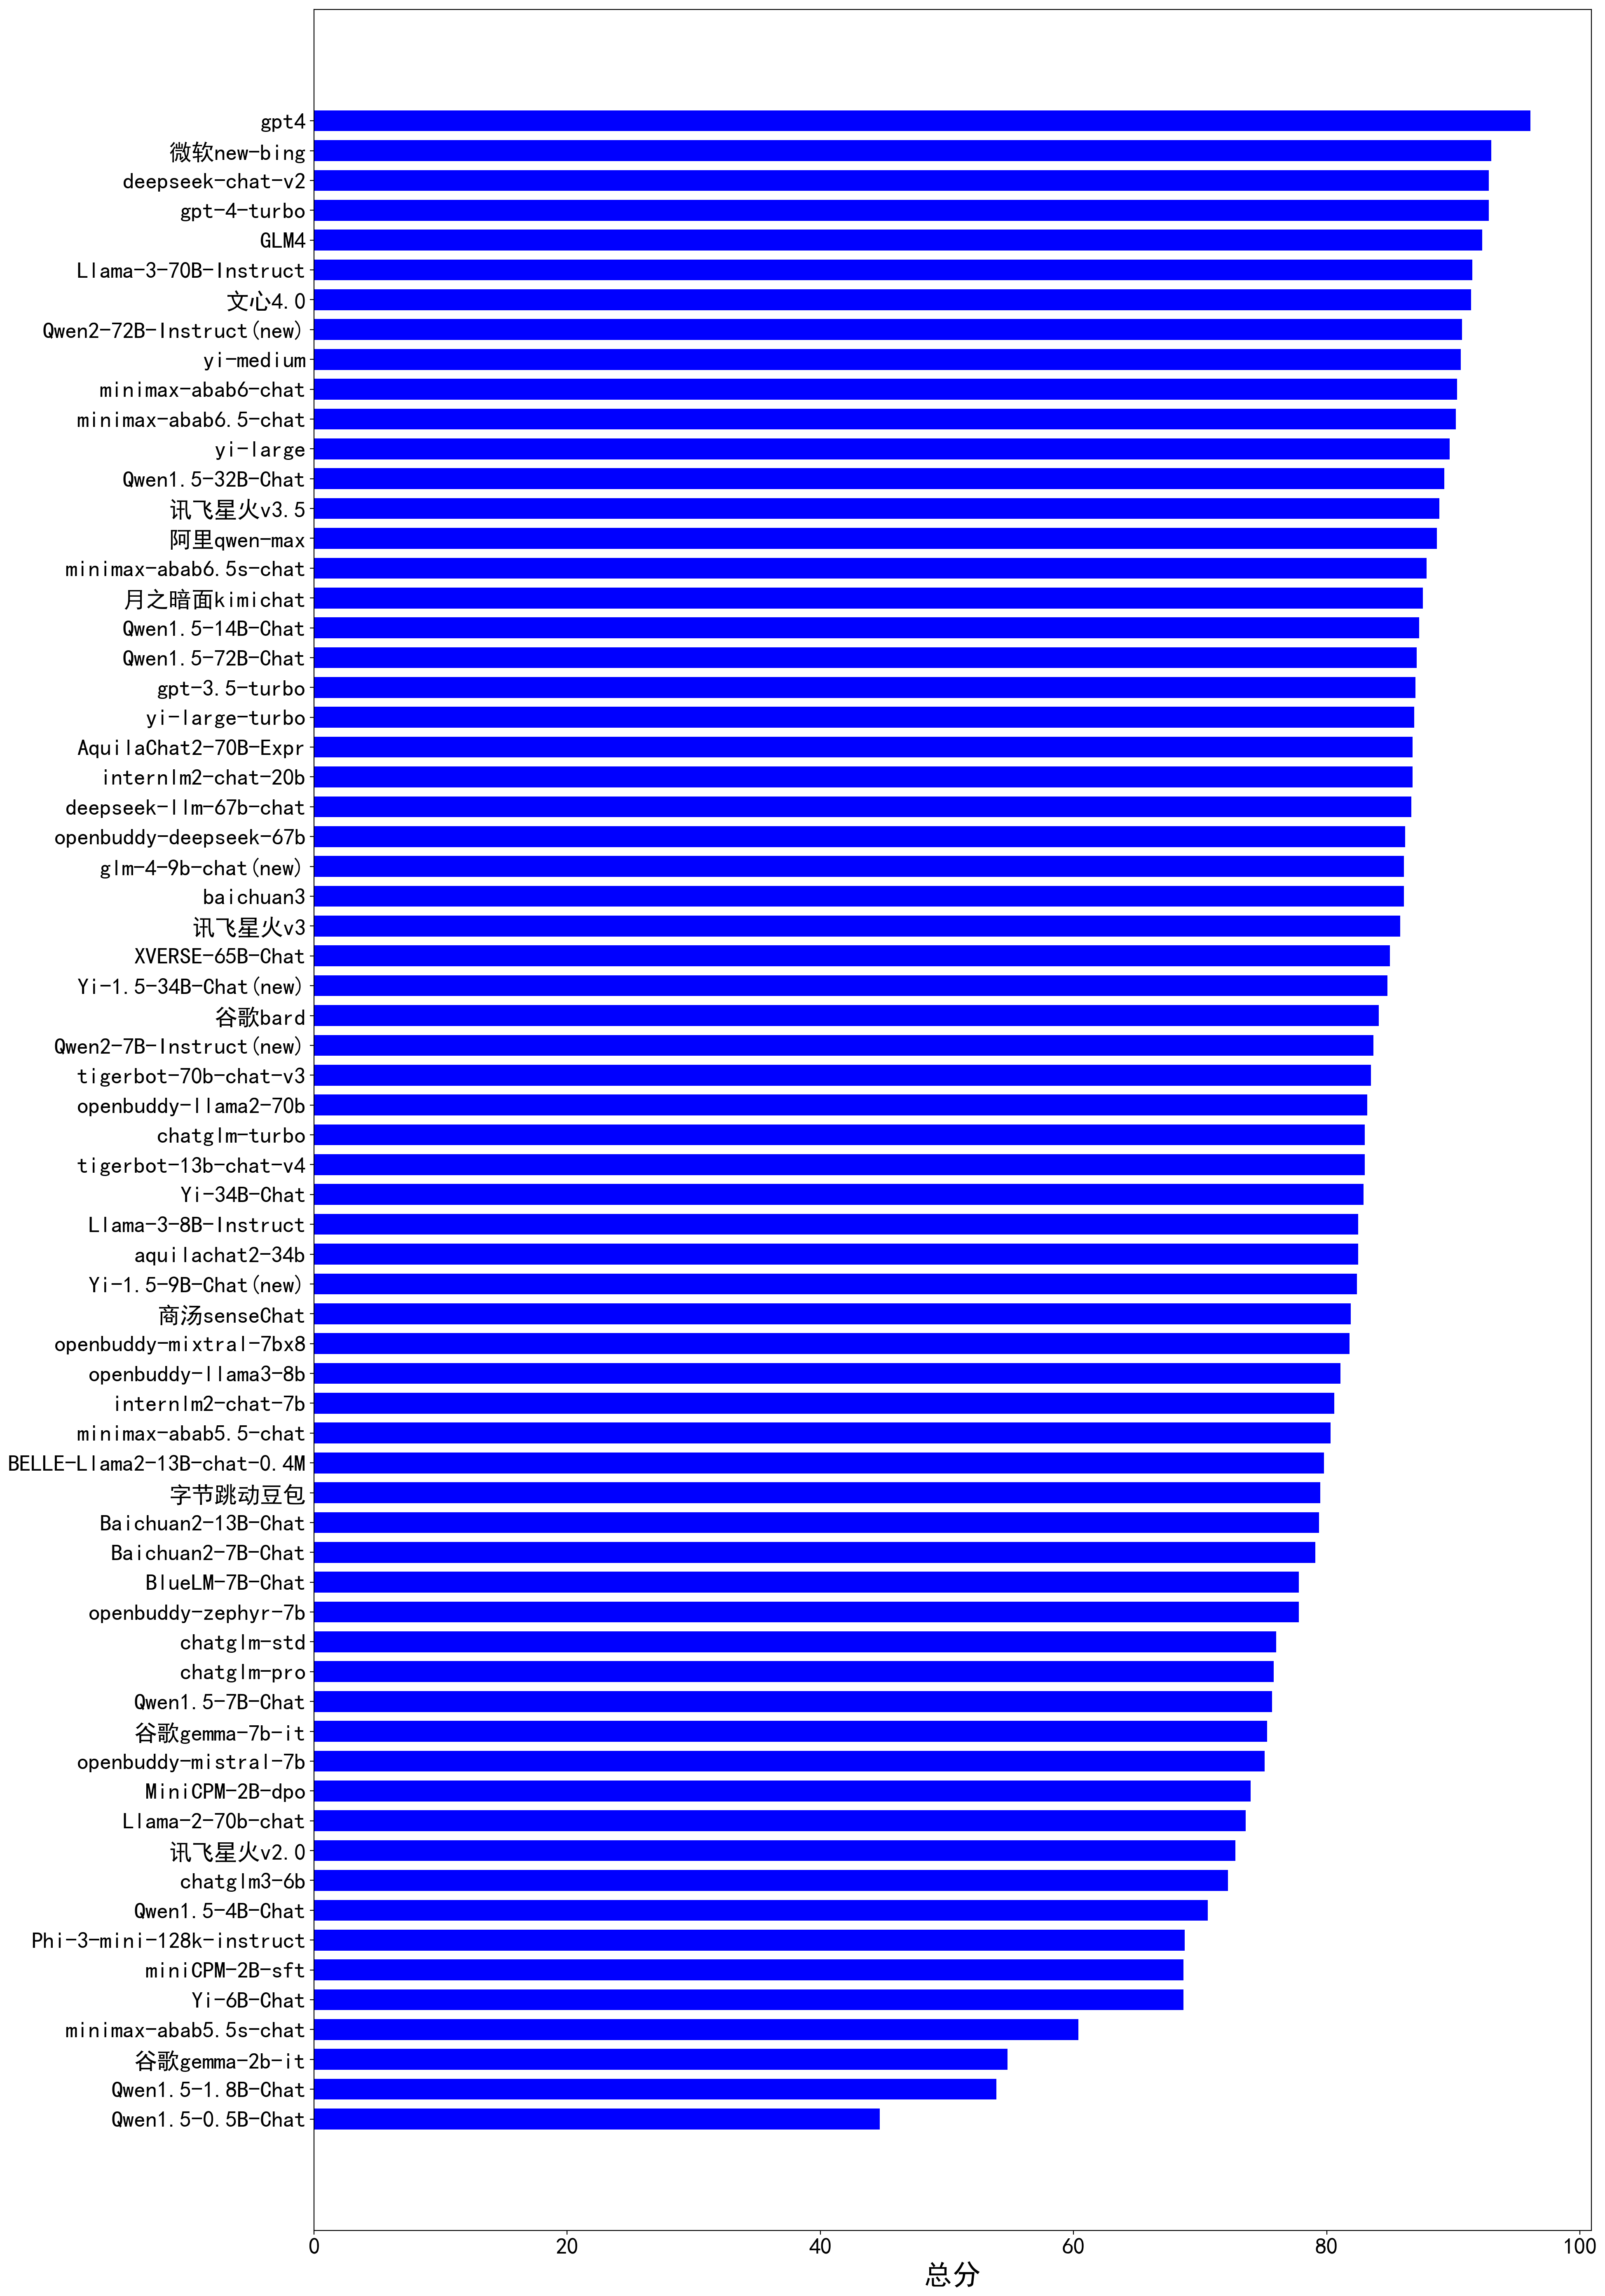 gpt4
微软new-bing
deepseek-chat-v2
gpt-4-turbo
GLM4
Llama-3-70B-Instruct
文心4.0
Qwen2-72B-Instruct(new)
yi-medium
minimax-abab6-chat
minimax-abab6.5-chat
yi-large
Qwen1.5-32B-Chat
讯飞星火v3.5
阿里qwen-max
minimax-abab6.5s-chat
月之暗面kimichat
Qwen1.5-14B-Chat
Qwen1.5-72B-Chat
gpt-3.5-turbo
yi-large-turbo
AquilaChat2-70B-Expr
internlm2-chat-20b
deepseek-llm-67b-chat
openbuddy-deepseek-67b
glm-4-9b-chat(new)
baichuan3
讯飞星火v3
XVERSE-65B-Chat
Yi-1.5-34B-Chat(new)
谷歌bard
Qwen2-7B-Instruct(new)
tigerbot-70b-chat-v3
openbuddy-llama2-70b
chatglm-turbo
tigerbot-13b-chat-v4
Yi-34B-Chat
Llama-3-8B-Instruct
aquilachat2-34b
Yi-1.5-9B-Chat(new)
商汤senseChat
openbuddy-mixtral-7bx8
openbuddy-llama3-8b
internlm2-chat-7b
minimax-abab5.5-chat
BELLE-Llama2-13B-chat-0.4M
字节跳动豆包
Baichuan2-13B-Chat
Baichuan2-7B-Chat
BlueLM-7B-Chat
openbuddy-zephyr-7b
chatglm-std
chatglm-pro
Qwen1.5-7B-Chat
谷歌gemma-7b-it
openbuddy-mistral-7b
MiniCPM-2B-dpo
Llama-2-70b-chat
讯飞星火v2.0
chatglm3-6b
Qwen1.5-4B-Chat
Phi-3-mini-128k-instruct
miniCPM-2B-sft
Yi-6B-Chat
minimax-abab5.5s-chat
谷歌gemma-2b-it
Qwen1.5-1.8B-Chat
Qwen1.5-0.5B-Chat
0 20 40 60 80 100
总分